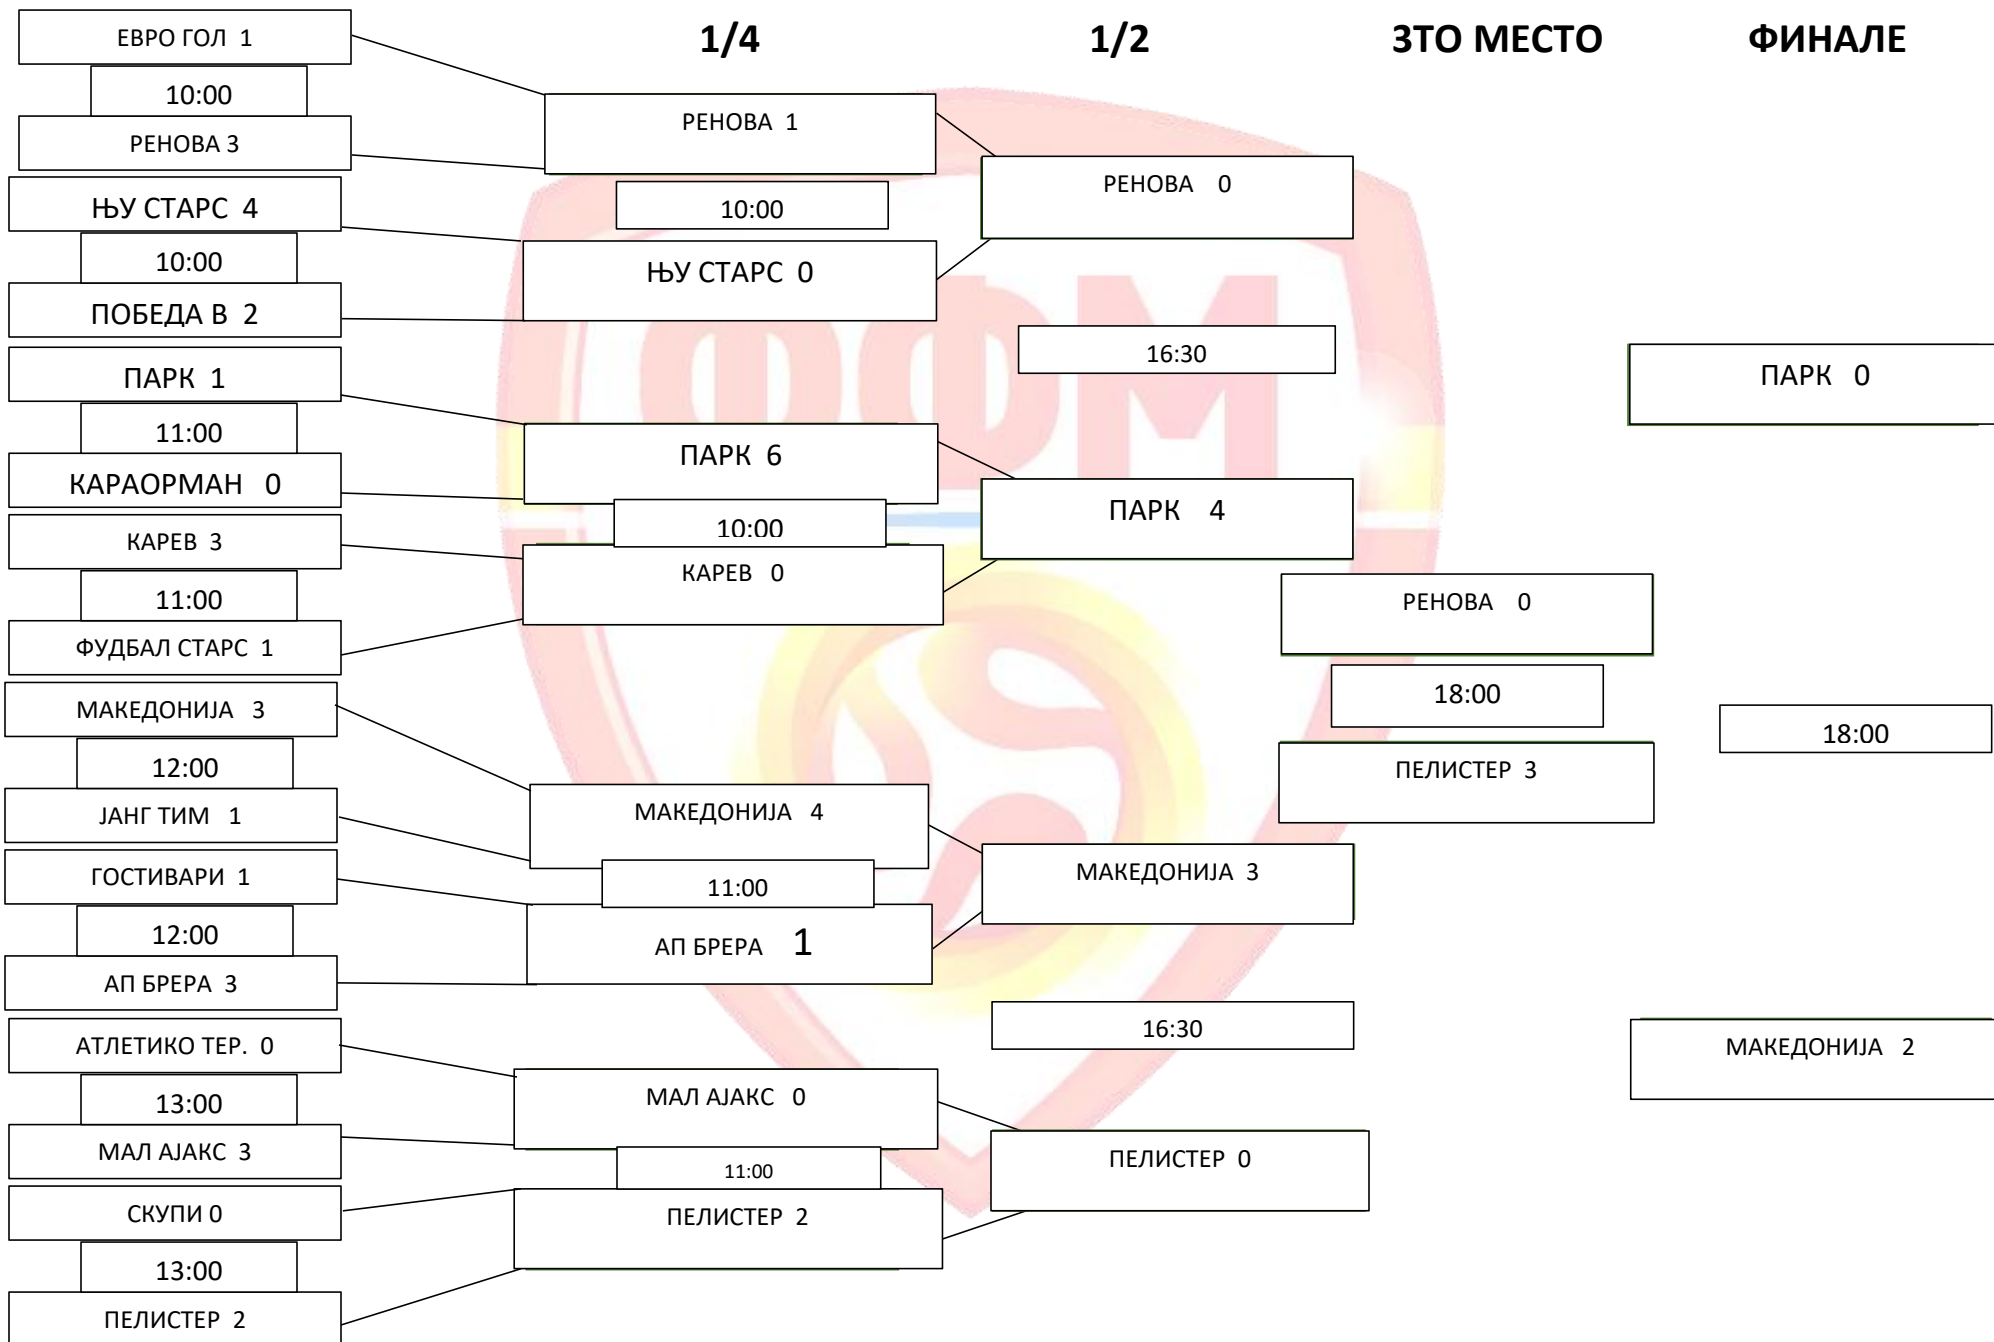 1/4
1/2
3ТО МЕСТО
ФИНАЛЕ
ЕВРО ГОЛ 1
10:00
РЕНОВА 3
ЊУ СТАРС 4
10:00
ПОБЕДА В 2
ПАРК 1
11:00
КАРАОРМАН 0
КАРЕВ 3
11:00
ФУДБАЛ СТАРС 1
МАКЕДОНИЈА 3
12:00
ЈАНГ ТИМ 1
ГОСТИВАРИ 1
12:00
АП БРЕРА 3
АТЛЕТИКО ТЕР. 0
13:00
МАЛ АЈАКС 3
СКУПИ 0
13:00
ПЕЛИСТЕР 2
РЕНОВА 1
10:00
ЊУ СТАРС 0
ПАРК 6
10:00
КАРЕВ 0
МАКЕДОНИЈА 4
11:00
АП БРЕРА 1
МАЛ АЈАКС 0
11:00
ПЕЛИСТЕР 2
РЕНОВА 0
16:30
ПАРК 4
МАКЕДОНИЈА 3
16:30
ПЕЛИСТЕР 0
РЕНОВА 0
18:00
ПЕЛИСТЕР 3
ПАРК 0
18:00
МАКЕДОНИЈА 2
ФФМ